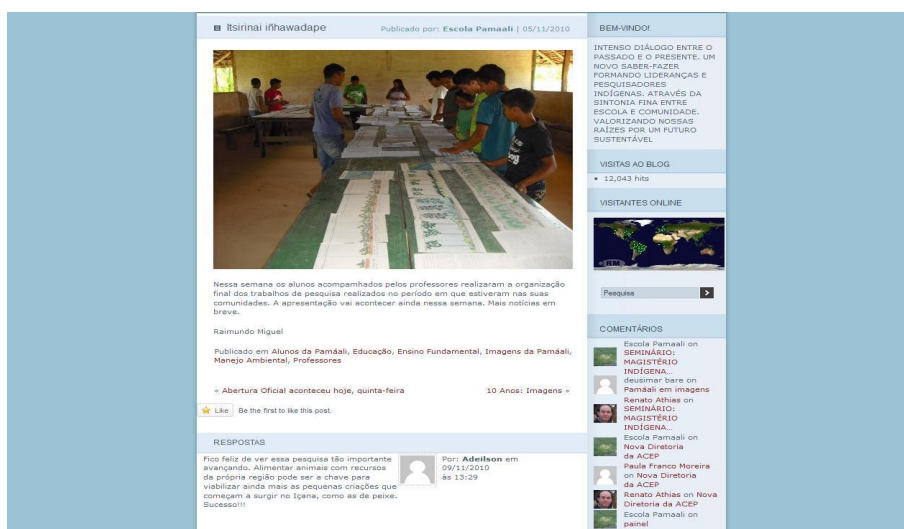 Itsirinai iñhawadape
Publicado por: Escola Pamaali | 05/11/2010
Nessa semana os alunos acompamhados pelos professores realizaram a organização
final dos trabalhos de pesquisa realizados no período em que estiveram nas suas
comunidades. A apresentação vai acontecer ainda nessa semana. Mais notícias em
breve.
Raimundo Miguel
Publicado em Alunos da Pamáali, Educação, Ensino Fundamental, Imagens da Pamáali,
Manejo Ambiental, Professores
« Abertura Oficial aconteceu hoje, quinta-feira
10 Anos: Imagens »
Like
Be the first to like this post.
RESPOSTAS
Fico feliz de ver essa pesquisa tão importante
avançando. Alimentar animais com recursos
da própria região pode ser a chave para
viabilizar ainda mais as pequenas criações que
começam a surgir no Içana, como as de peixe.
Sucesso!!!
Por: Adeilson em
09/11/2010
às 13:29
BEM-VINDO!
INTENSO DIÁLOGO ENTRE O
PASSADO E O PRESENTE. UM
NOVO SABER-FAZER
FORMANDO LIDERANÇAS E
PESQUISADORES
INDÍGENAS. ATRAVÉS DA
SINTONIA FINA ENTRE
ESCOLA E COMUNIDADE.
VALORIZANDO NOSSAS
RAÍZES POR UM FUTURO
SUSTENTÁVEL
VISITAS AO BLOG
• 12,043 hits
VISITANTES ONLINE
RM
Pesquisa
COMENTÁRIOS
Escola Pamaali on
SEMINÁRIO:
MAGISTÉRIO
INDÍGENA...
deusimar bare on
Pamáali em imagens
Renato Athias on
SEMINÁRIO:
MAGISTÉRIO
INDÍGENA...
Escola Pamaali on
Nova Diretoria
da ACEP
Paula Franco Moreira
on Nova Diretoria
da ACEP
Renato Athias on Nova
Diretoria da ACEP
Escola Pamaali on
painel